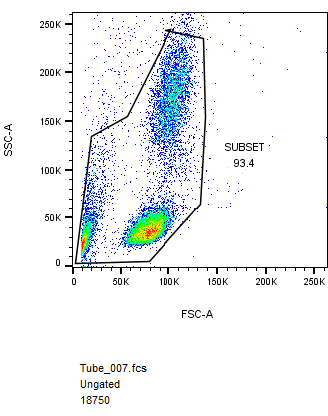 250K
200K
150K
100K
50K
0
SSC-A
SUBSET
93.4
0 50K 100K 150K 200K 250K
FSC-A
Tube_007.fcs
Ungated
18750